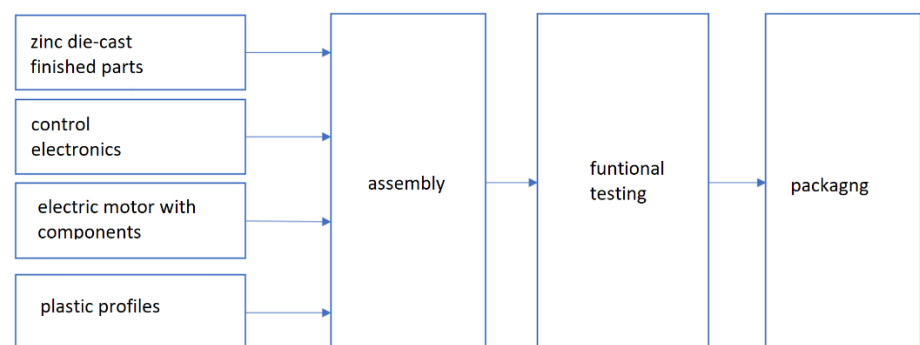 zinc die-cast
finished parts
control
electronics
electric motor with
components
plastic profiles
assembly
funtional
testing
packagng